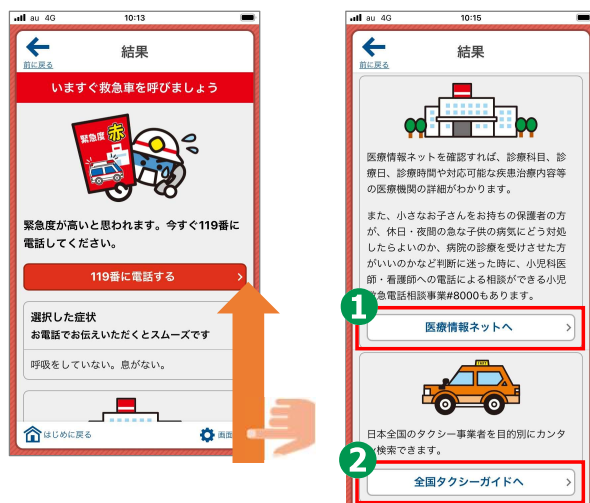 au 4G 10:13
前に戻る
結果
いますぐ救急車を呼びましょう
緊急度 赤
緊急度が高いと思われます。今すぐ119番に
電話してください。
119番に電話する
選択した症状
お電話でお伝えいただくとスムーズです
呼吸をしていない。息がない。
はじめに戻る
画面
au 4G 10:15
前に戻る
結果
医療情報ネットを確認すれば、診療科目、診
療日、診療時間や対応可能な疾患治療内容等
の医療機関の詳細がわかります。
また、小さなお子さんをお持ちの保護者の方
が、休日・夜間の急な子供の病気にどう対処
したらよいのか、病院の診療を受けさせた方
がいいのかなど判断に迷った時に、小児科医
師・看護師への電話による相談ができる小児
救急電話相談事業#8000もあります。
1
医療情報ネットへ
TAXI
日本全国のタクシー事業者を目的別にカンタ
検索できます。
2
全国タクシーガイドへ